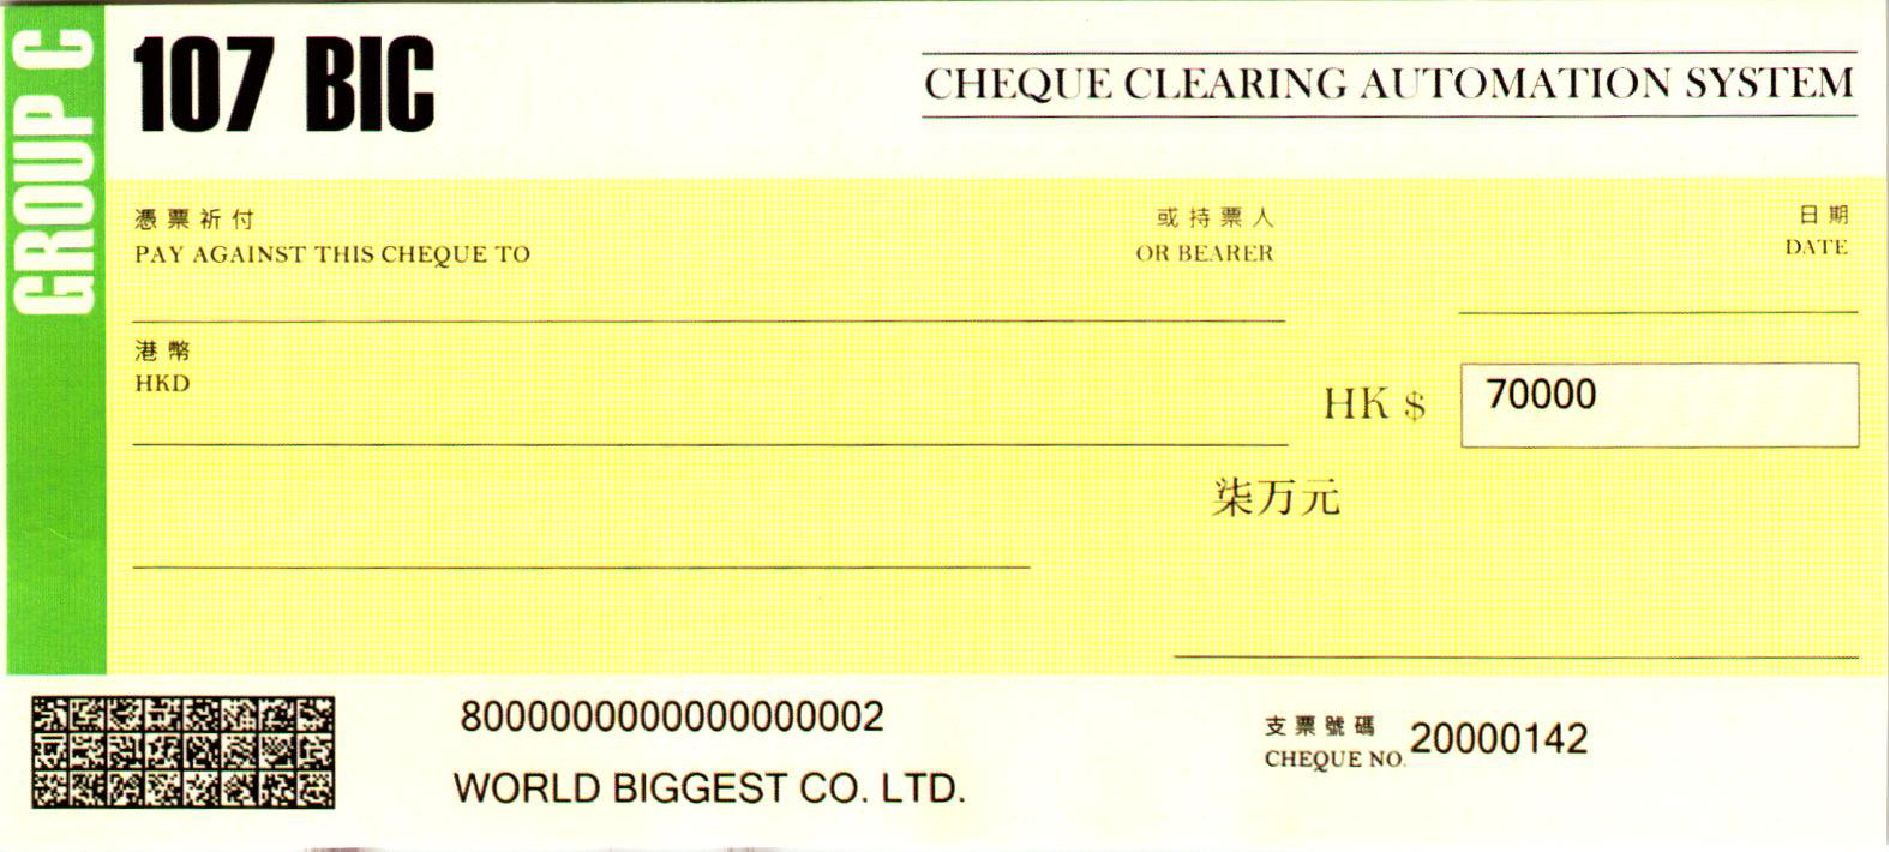 GROUP C
107 BIC
CHEQUE CLEARING AUTOMATION SYSTEM
憑票祈付
PAY AGAINST THIS CHEQUE TO
或持票人
OR BEARER
日期
DATE
港幣
HKD
HK $ 70000
柒万元
8000000000000000002
WORLD BIGGEST CO. LTD.
支票號碼
CHEQUE NO. 20000142